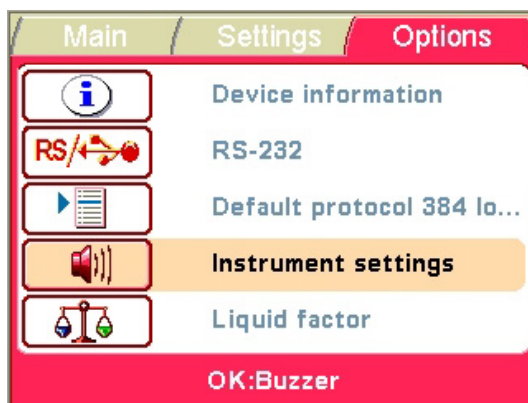 Main Settings Options
Device information
RS/ RS-232
Default protocol 384 lo...
Instrument settings
Liquid factor
OK:Buzzer